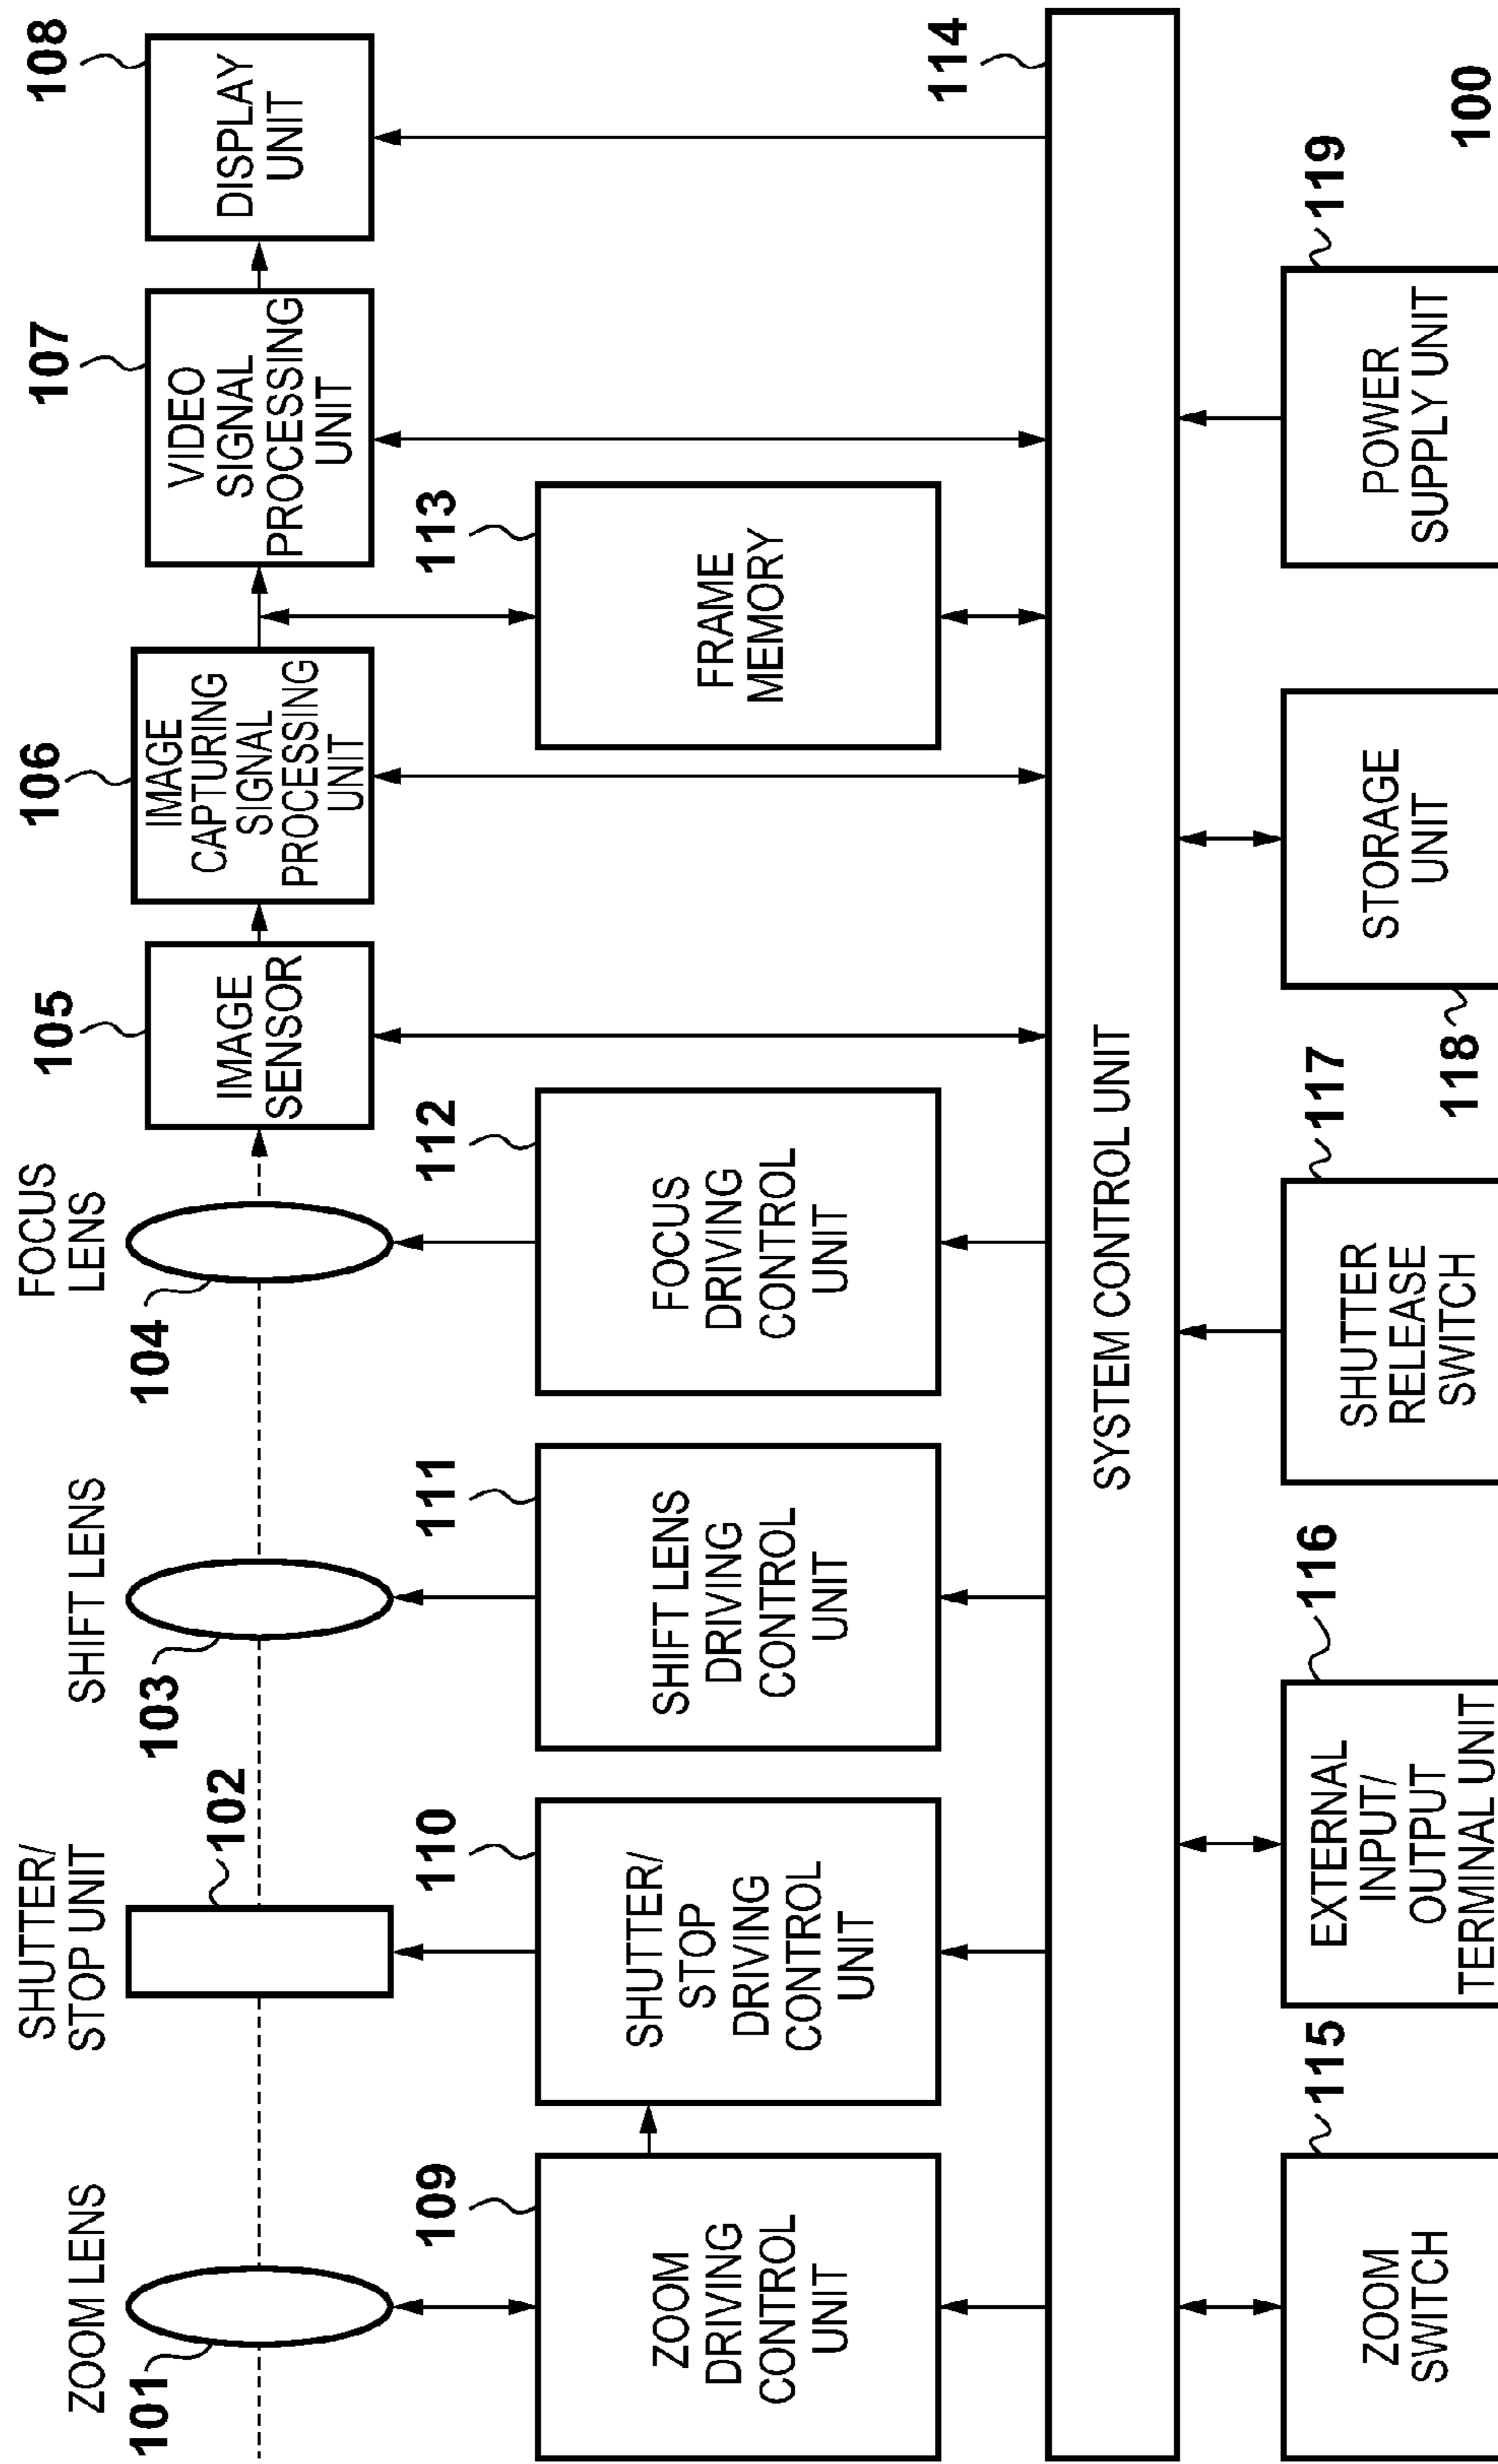 ZOOM LENS
101
SHUTTER/
STOP UNIT
102
SHIFT LENS
103
FOCUS
LENS
104
105
IMAGE
SENSOR
106
IMAGE
CAPTURING
SIGNAL
PROCESSING
UNIT
107
VIDEO
SIGNAL
PROCESSING
UNIT
108
DISPLAY
UNIT
109
ZOOM
DRIVING
CONTROL
UNIT
110
SHUTTER/
STOP
DRIVING
CONTROL
UNIT
111
SHIFT LENS
DRIVING
CONTROL
UNIT
112
FOCUS
DRIVING
CONTROL
UNIT
113
FRAME
MEMORY
114
SYSTEM CONTROL UNIT
115
ZOOM
SWITCH
116
EXTERNAL
INPUT/
OUTPUT
TERMINAL UNIT
117
SHUTTER
RELEASE
SWITCH
118
STORAGE
UNIT
119
POWER
SUPPLY UNIT
100